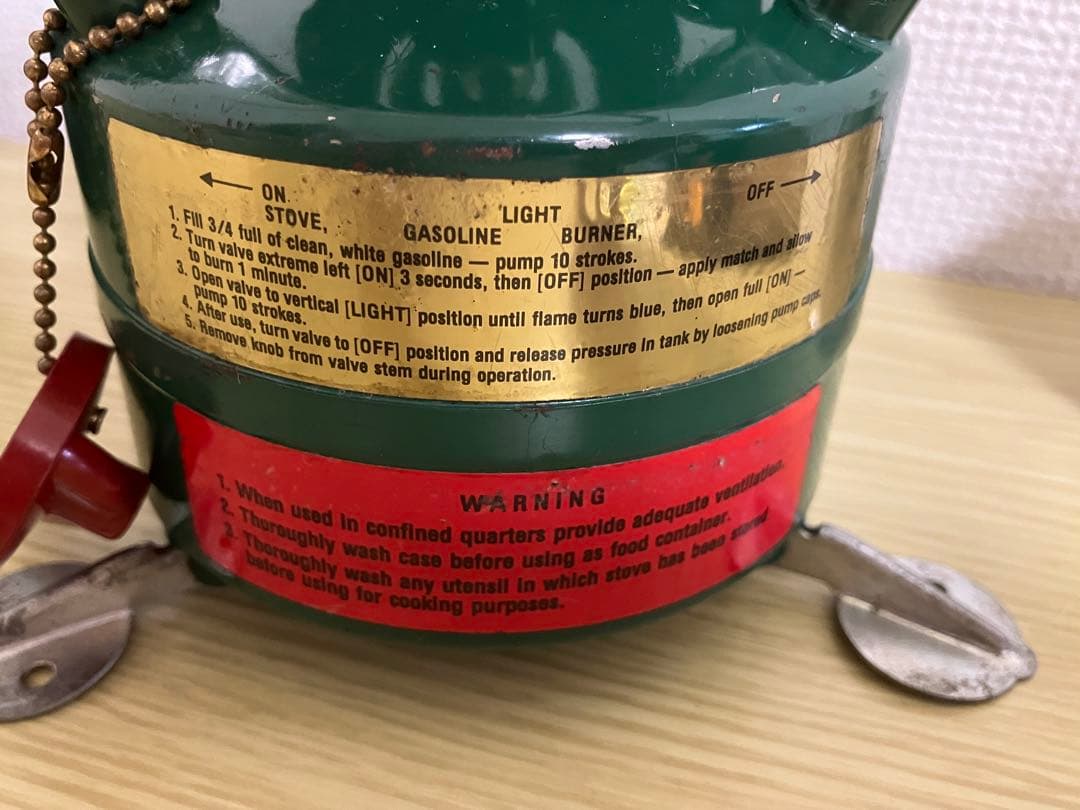 ← ON LIGHT OFF →
STOVE, GASOLINE BURNER,
1. Fill 3/4 full of clean, white gasoline — pump 10 strokes.
2. Turn valve extreme left [ON] 3 seconds, then [OFF] position — apply match and allow
to burn 1 minute.
3. Open valve to vertical [LIGHT] position until flame turns blue, then open full [ON] —
pump 10 strokes.
4. After use, turn valve to [OFF] position and release pressure in tank by loosening pump caps.
5. Remove knob from valve stem during operation.
WARNING
1. When used in confined quarters provide adequate ventilation.
2. Thoroughly wash case before using as food container.
3. Thoroughly wash any utensil in which stove has been stored
before using for cooking purposes.